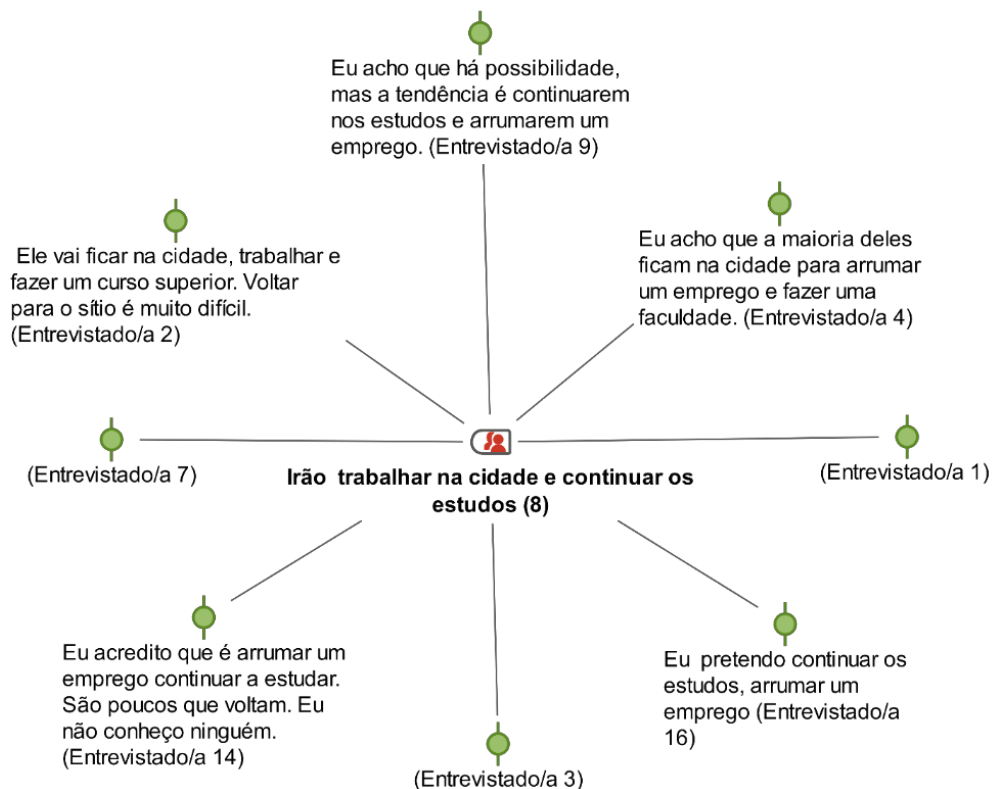 Eu acho que há possibilidade,
mas a tendência é continuarem
nos estudos e arrumarem um
emprego. (Entrevistado/a 9)
Ele vai ficar na cidade, trabalhar e
fazer um curso superior. Voltar
para o sítio é muito difícil.
(Entrevistado/a 2)
Eu acho que a maioria deles
ficam na cidade para arrumar
um emprego e fazer uma
faculdade. (Entrevistado/a 4)
(Entrevistado/a 7)
Irão trabalhar na cidade e continuar os
estudos (8)
(Entrevistado/a 1)
Eu acredito que é arrumar um
emprego continuar a estudar.
São poucos que voltam. Eu
não conheço ninguém.
(Entrevistado/a 14)
(Entrevistado/a 3)
Eu pretendo continuar os
estudos, arrumar um
emprego (Entrevistado/a
16)